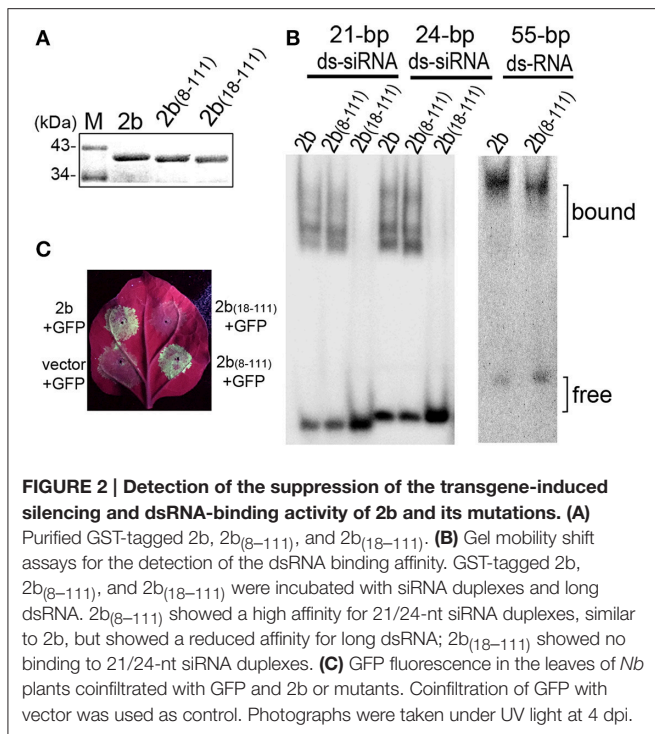 A
(kDa) M 2b 2b(8-111) 2b(18-111)
43-
34-
B
21-bp 24-bp 55-bp
ds-siRNA ds-siRNA ds-RNA
2b 2b(8-111) 2b(18-111) 2b 2b(8-111) 2b(18-111) 2b 2b(8-111)
bound
free
C
2b +GFP
2b(18-111) +GFP
vector +GFP
2b(8-111) +GFP
FIGURE 2 | Detection of the suppression of the transgene-induced
silencing and dsRNA-binding activity of 2b and its mutations. (A)
Purified GST-tagged 2b, 2b(8–111), and 2b(18–111). (B) Gel mobility shift
assays for the detection of the dsRNA binding affinity. GST-tagged 2b,
2b(8–111), and 2b(18–111) were incubated with siRNA duplexes and long
dsRNA. 2b(8–111) showed a high affinity for 21/24-nt siRNA duplexes, similar
to 2b, but showed a reduced affinity for long dsRNA; 2b(18–111) showed no
binding to 21/24-nt siRNA duplexes. (C) GFP fluorescence in the leaves of Nb
plants coinfiltrated with GFP and 2b or mutants. Coinfiltration of GFP with
vector was used as control. Photographs were taken under UV light at 4 dpi.